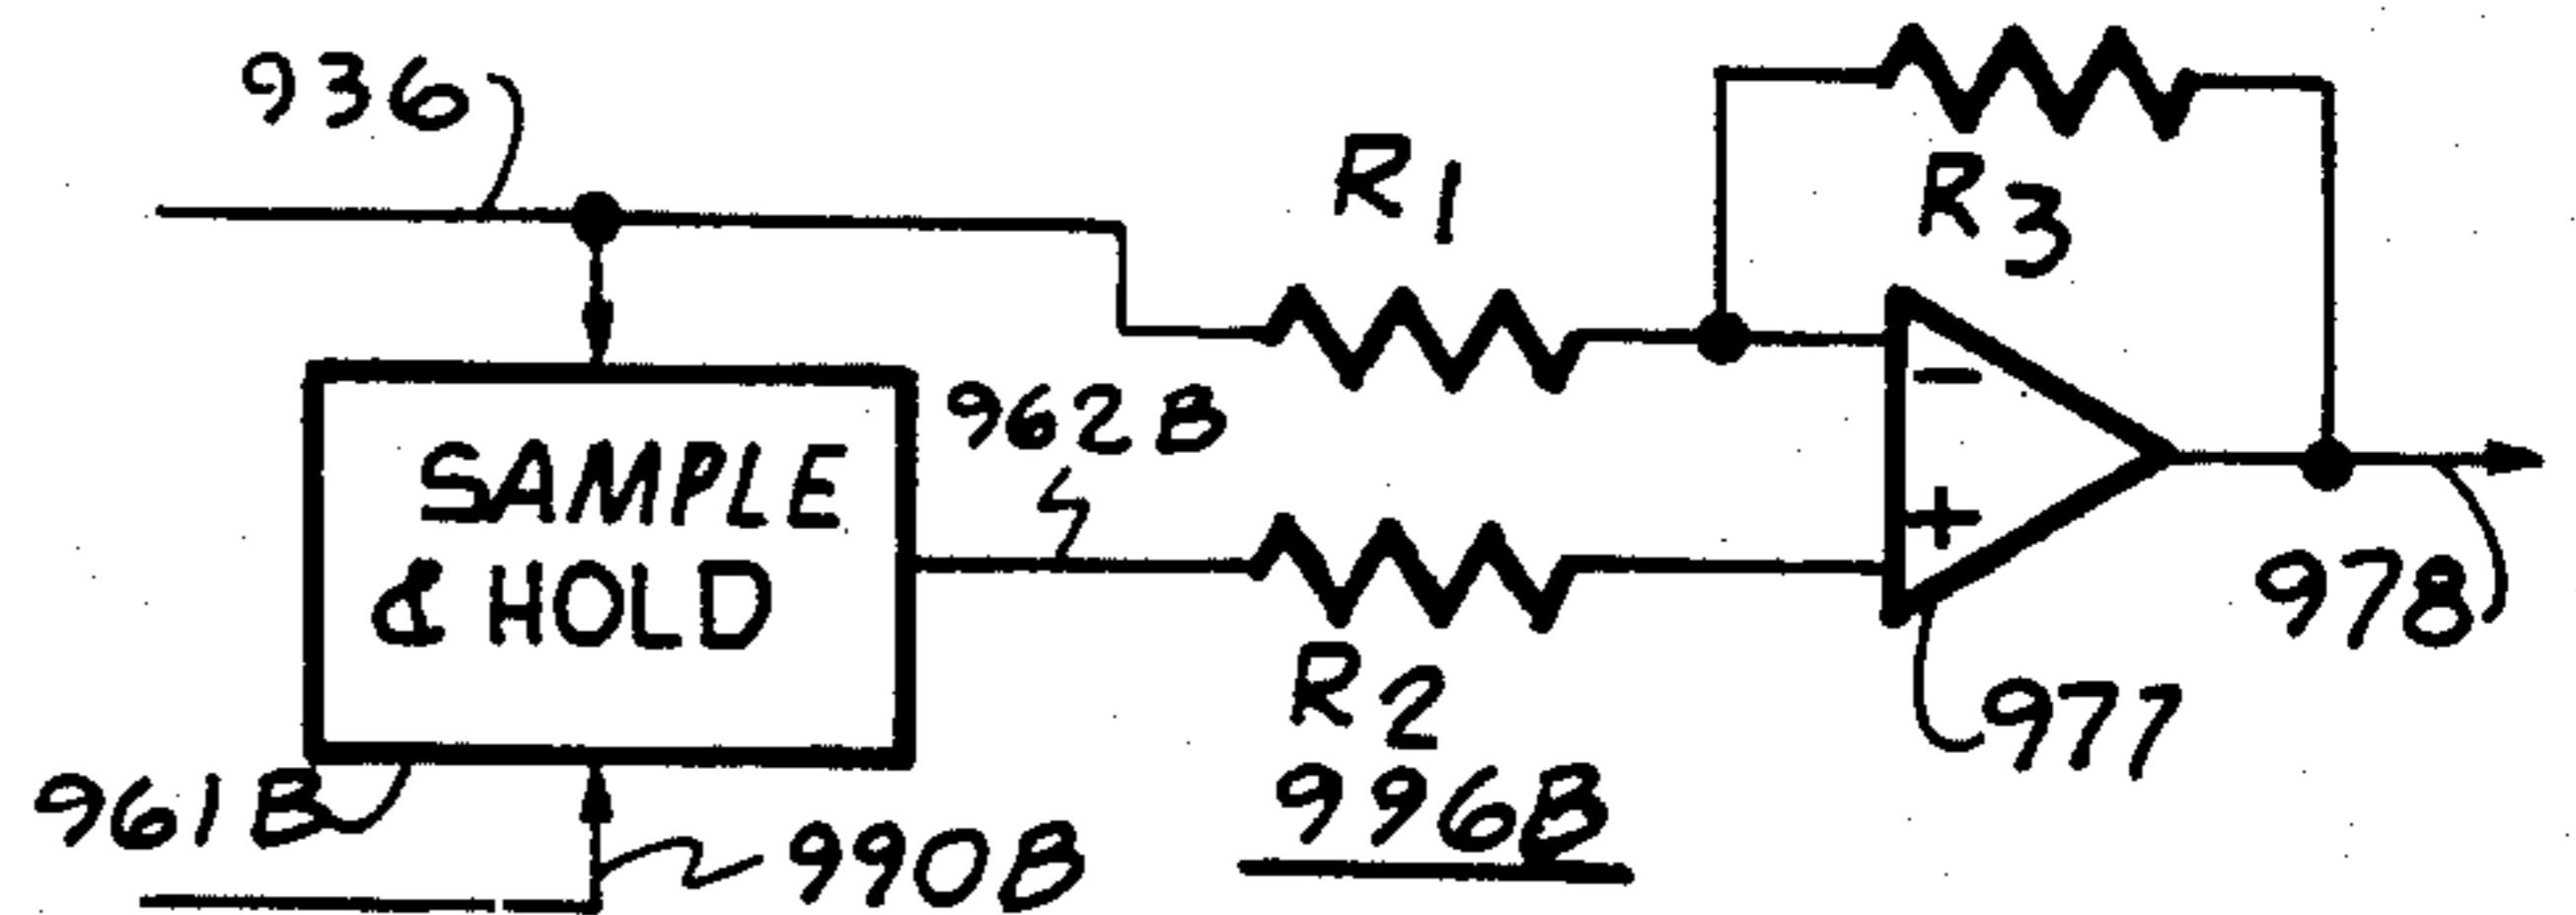 936
R1
R3
962B
SAMPLE
& HOLD
−
+
978
R2
977
961B
990B
996B